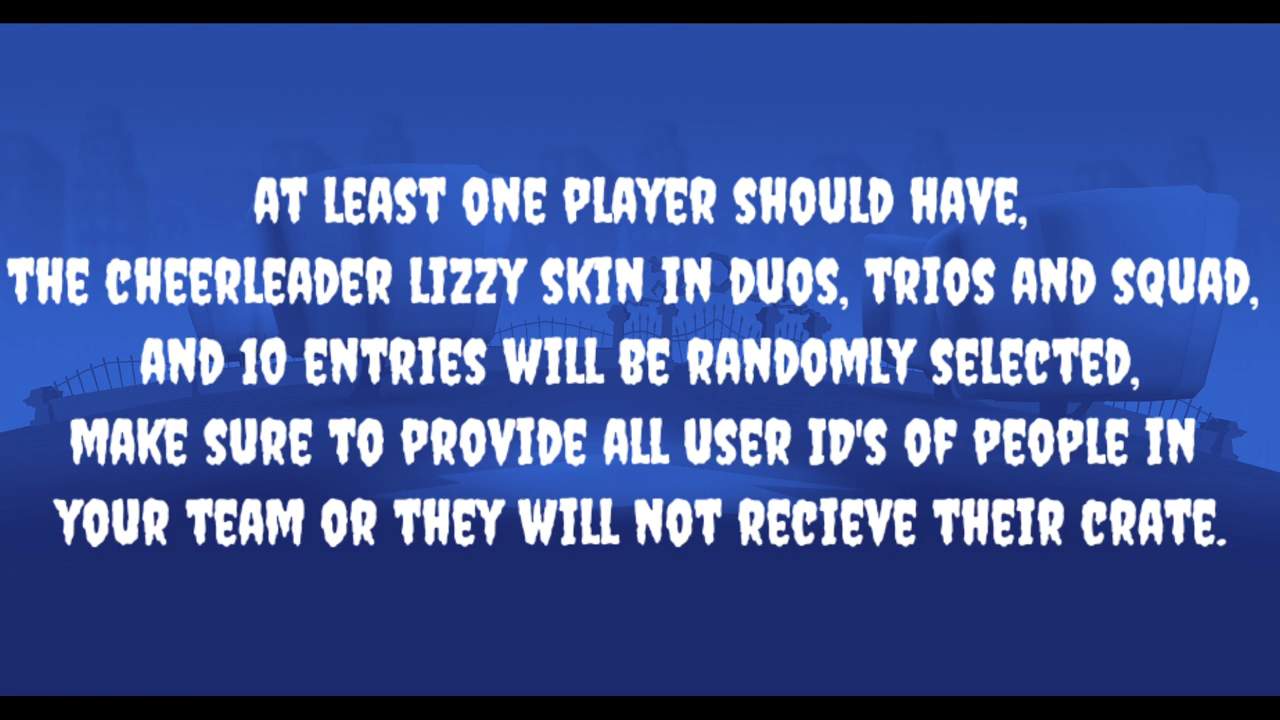 AT LEAST ONE PLAYER SHOULD HAVE,
THE CHEERLEADER LIZZY SKIN IN DUOS, TRIOS AND SQUAD,
AND 10 ENTRIES WILL BE RANDOMLY SELECTED,
MAKE SURE TO PROVIDE ALL USER ID'S OF PEOPLE IN
YOUR TEAM OR THEY WILL NOT RECIEVE THEIR CRATE.